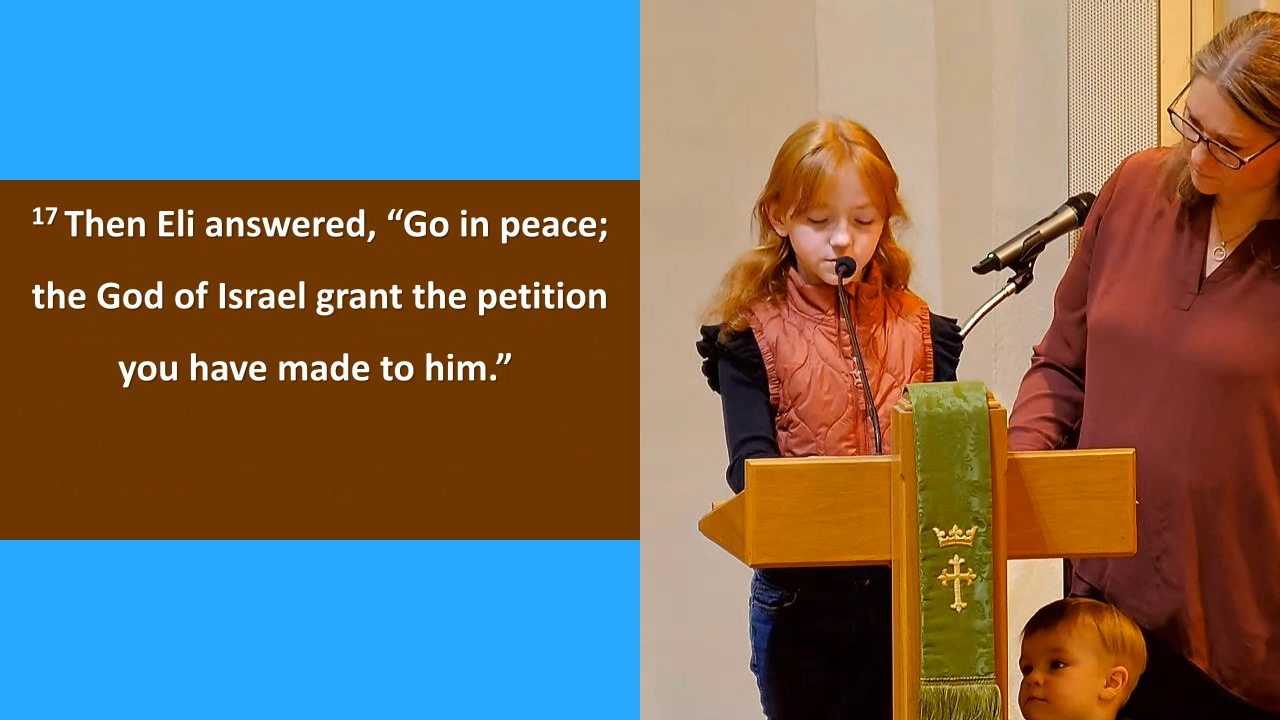 17 Then Eli answered, “Go in peace;
the God of Israel grant the petition
you have made to him.”